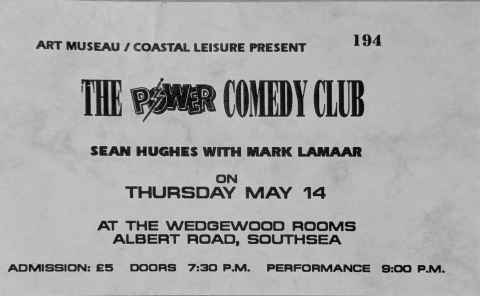 ART MUSEAU / COASTAL LEISURE PRESENT 194
THE POWER COMEDY CLUB
SEAN HUGHES WITH MARK LAMAAR
ON
THURSDAY MAY 14
AT THE WEDGEWOOD ROOMS
ALBERT ROAD, SOUTHSEA
ADMISSION: £5 DOORS 7:30 P.M. PERFORMANCE 9:00 P.M.